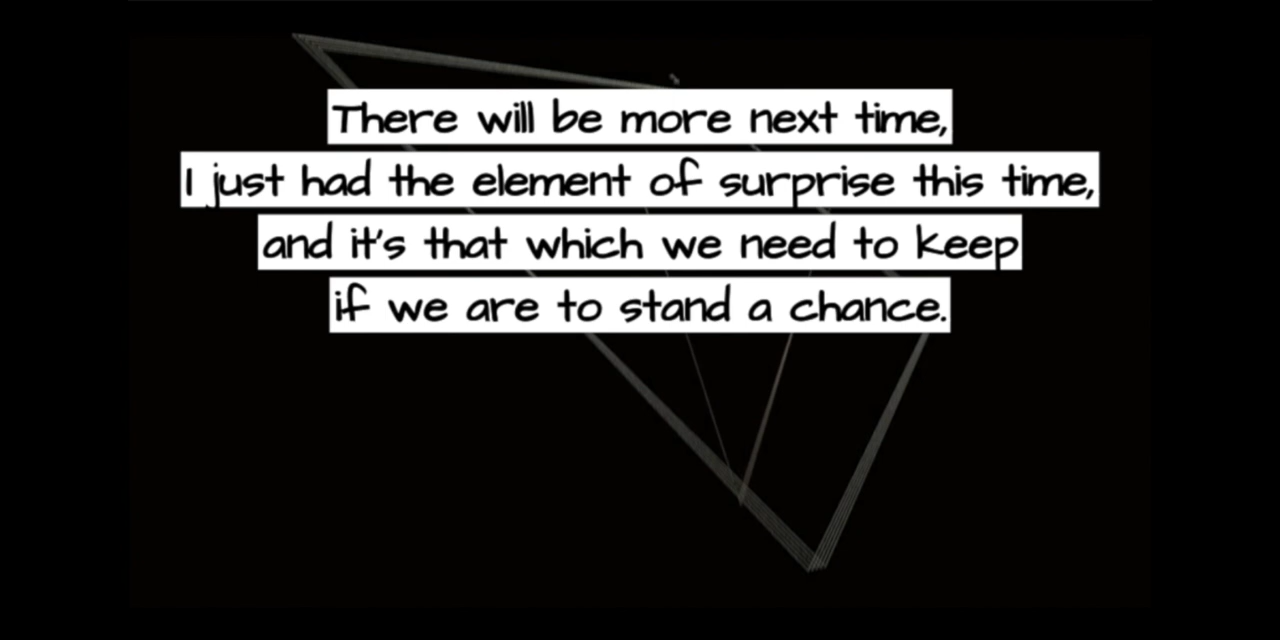 There will be more next time,
I just had the element of surprise this time,
and it's that which we need to keep
if we are to stand a chance.